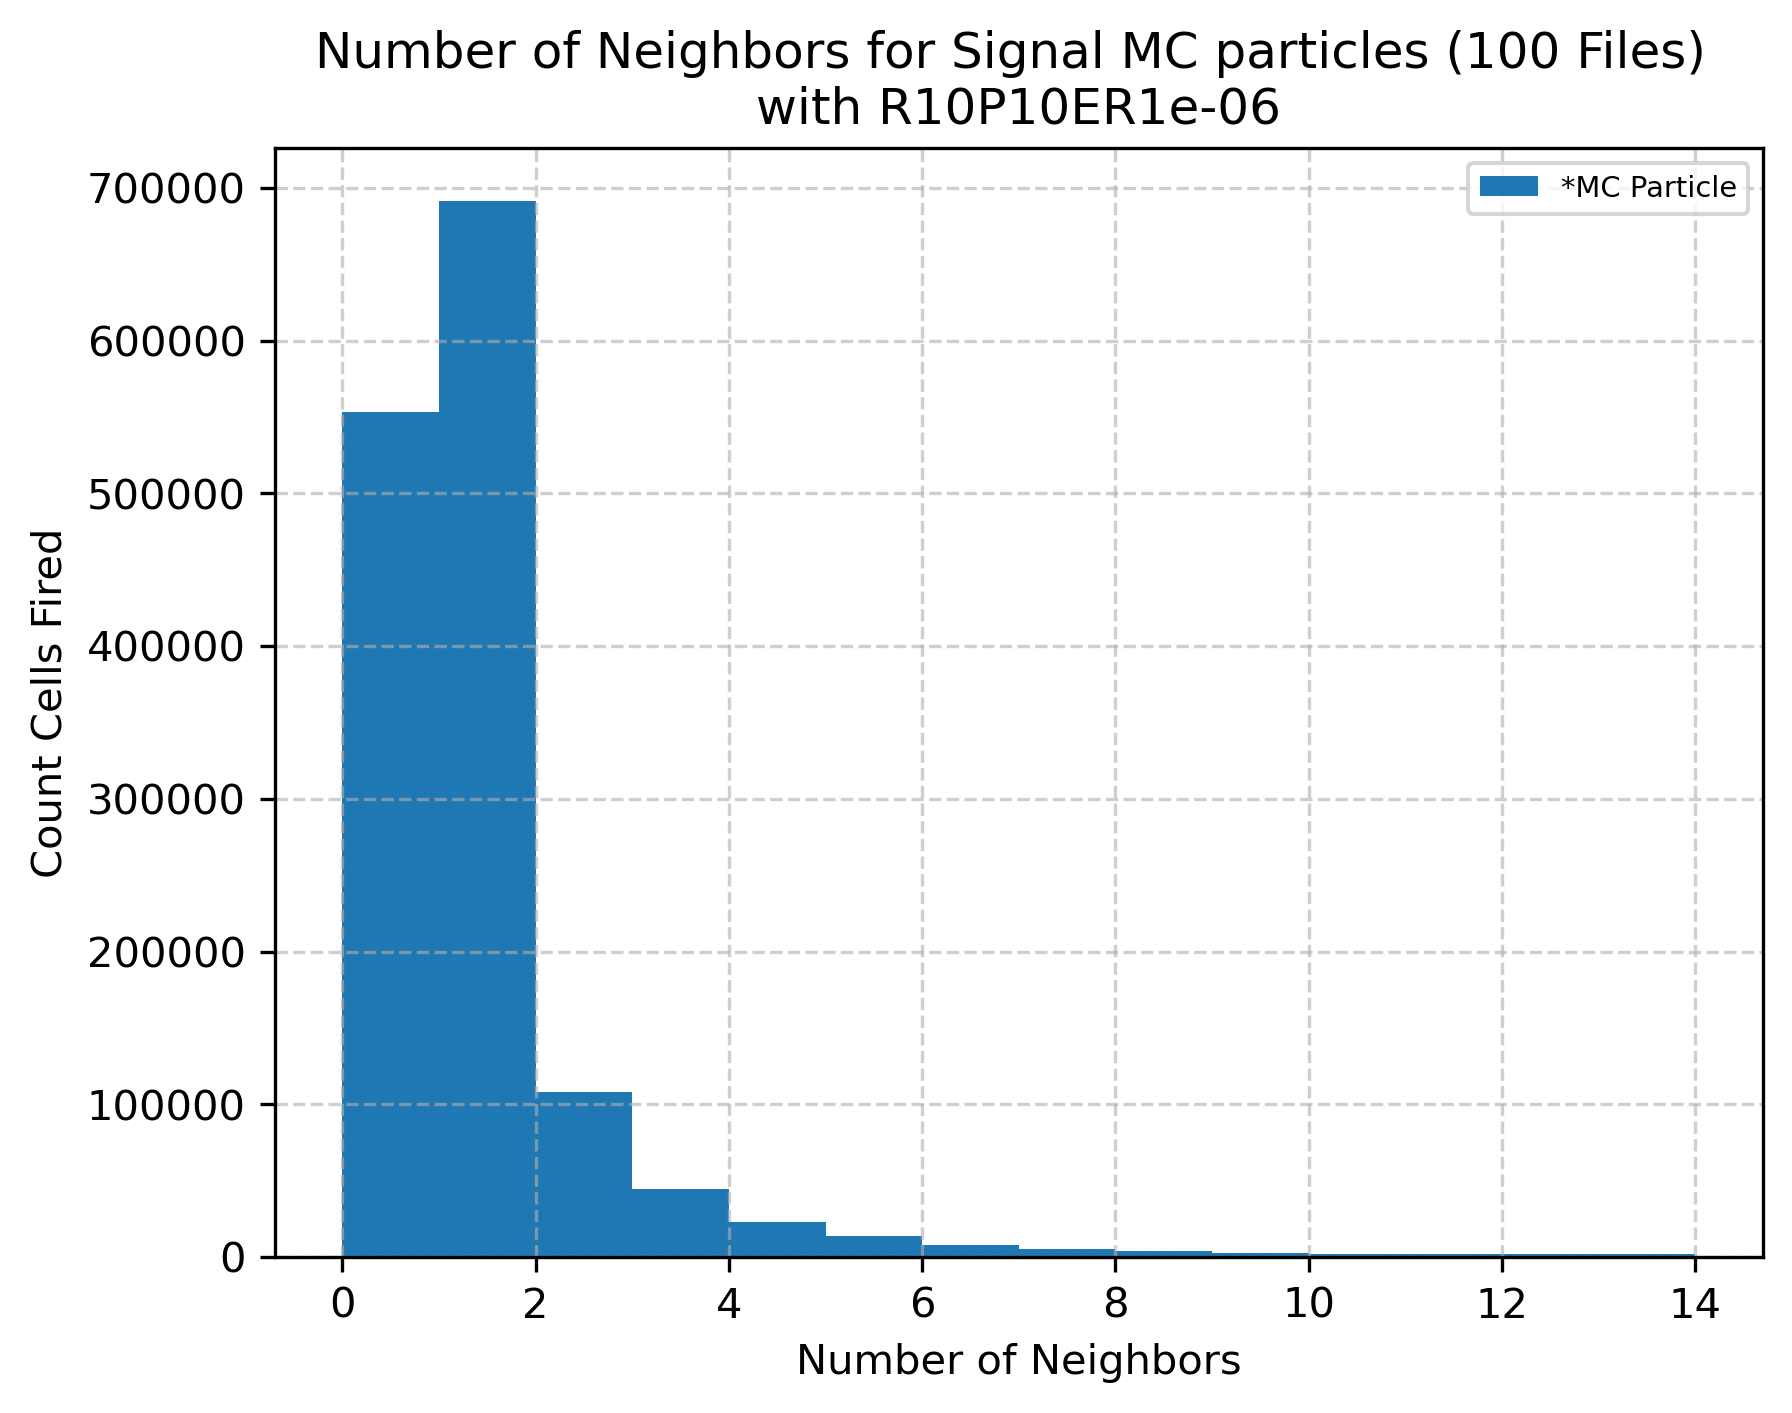 Number of Neighbors for Signal MC particles (100 Files)
with R10P10ER1e-06
*MC Particle
700000
600000
500000
400000
300000
200000
100000
0
Count Cells Fired
0 2 4 6 8 10 12 14
Number of Neighbors